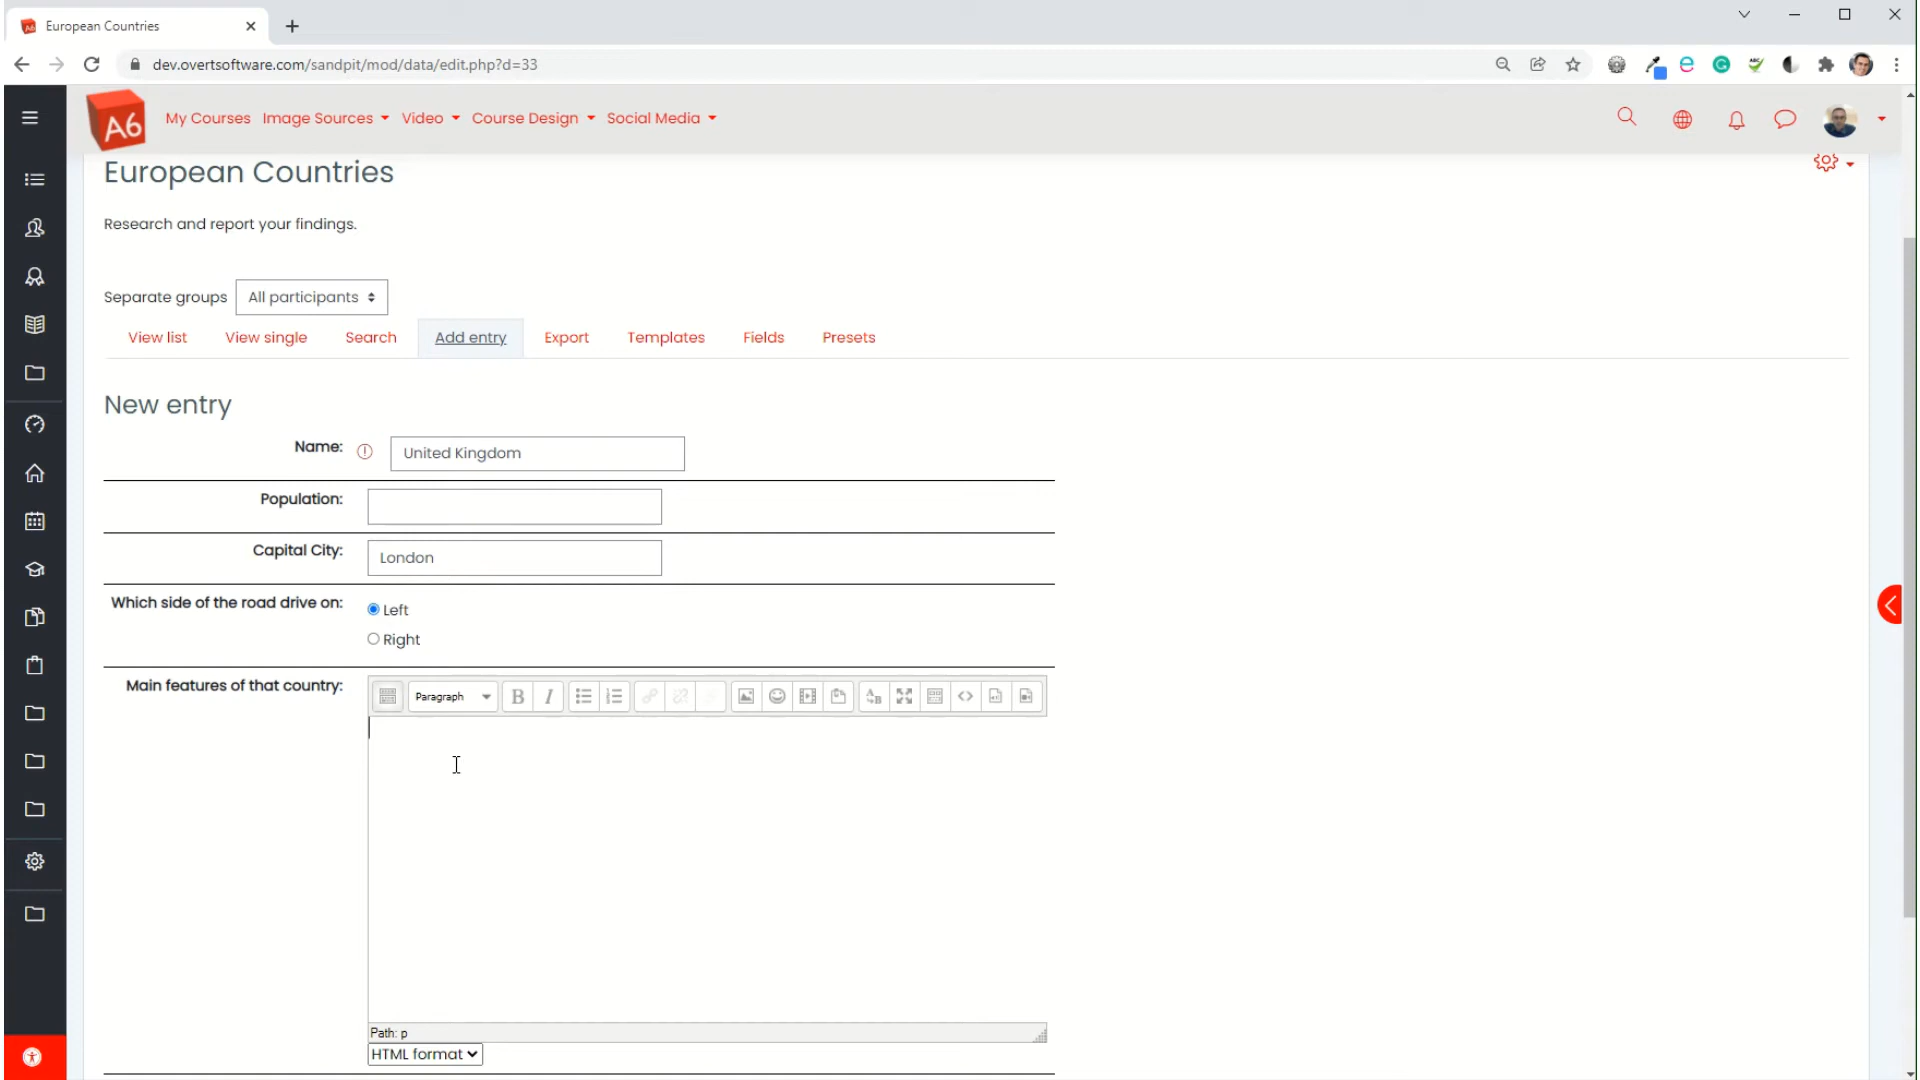 European Countries
dev.overtsoftware.com/sandpit/mod/data/edit.php?d=33
A6
My Courses Image Sources Video Course Design Social Media
European Countries
Research and report your findings.
Separate groups All participants
View list View single Search Add entry Export Templates Fields Presets
New entry
Name: United Kingdom
Population:
Capital City: London
Which side of the road drive on: Left
Right
Main features of that country: Paragraph B I
Path: p
HTML format